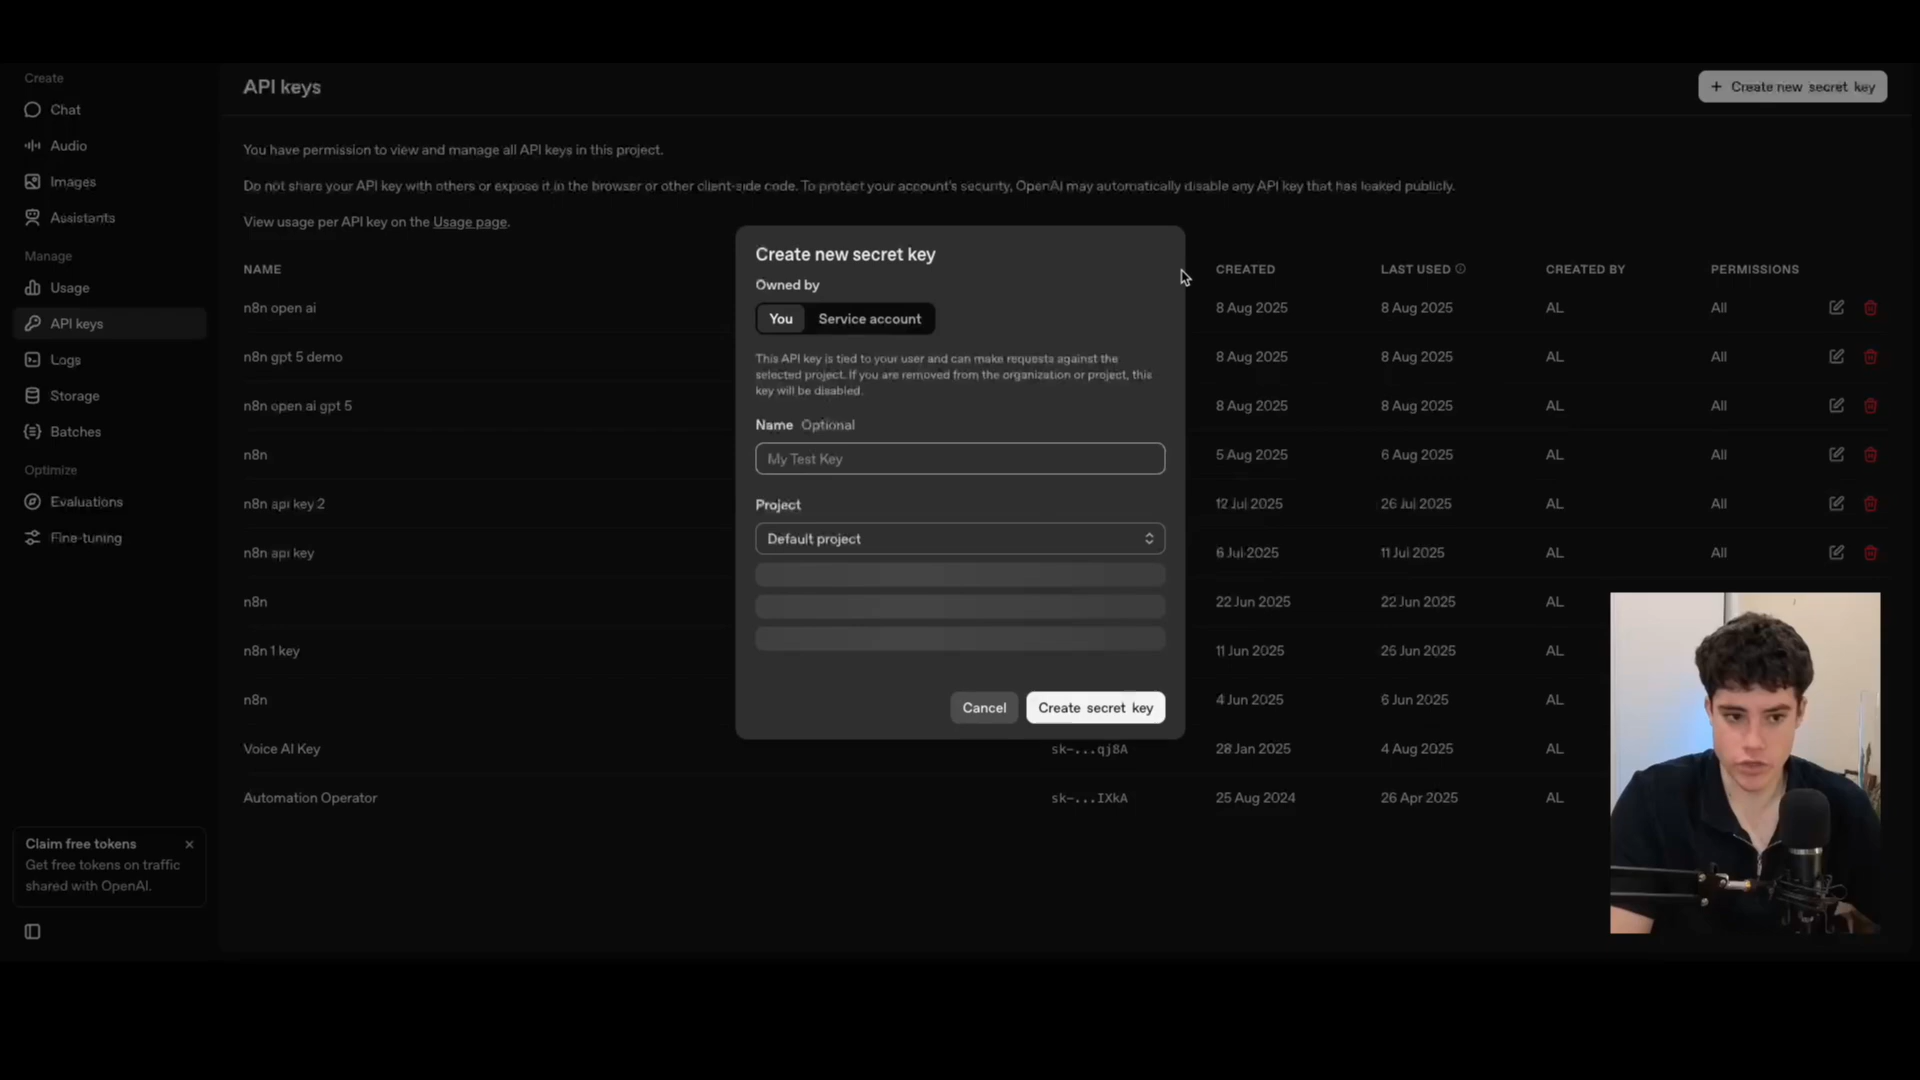 Create
Chat
Audio
Images
Assistants
Manage
Usage
API keys
Logs
Storage
Batches
Optimize
Evaluations
Fine-tuning
Claim free tokens
Get free tokens on traffic
shared with OpenAI.
API keys
+ Create new secret key
You have permission to view and manage all API keys in this project.
Do not share your API key with others or expose it in the browser or other client-side code. To protect your account's security, OpenAI may automatically disable any API key that has leaked publicly.
View usage per API key on the Usage page.
NAME CREATED LAST USED CREATED BY PERMISSIONS
n8n open ai 8 Aug 2025 8 Aug 2025 AL All
n8n gpt 5 demo 8 Aug 2025 8 Aug 2025 AL All
n8n open ai gpt 5 8 Aug 2025 8 Aug 2025 AL All
n8n 5 Aug 2025 6 Aug 2025 AL All
n8n api key 2 12 Jul 2025 26 Jul 2025 AL All
n8n api key 6 Jul 2025 11 Jul 2025 AL All
n8n 22 Jun 2025 22 Jun 2025 AL
n8n 1 key 11 Jun 2025 25 Jun 2025 AL
n8n 4 Jun 2025 6 Jun 2025 AL
Voice AI Key sk-...qj8A 28 Jan 2025 4 Aug 2025 AL
Automation Operator sk-...IXkA 25 Aug 2024 26 Apr 2025 AL
Create new secret key
Owned by
You Service account
This API key is tied to your user and can make requests against the
selected project. If you are removed from the organization or project, this
key will be disabled.
Name Optional
My Test Key
Project
Default project
Cancel Create secret key